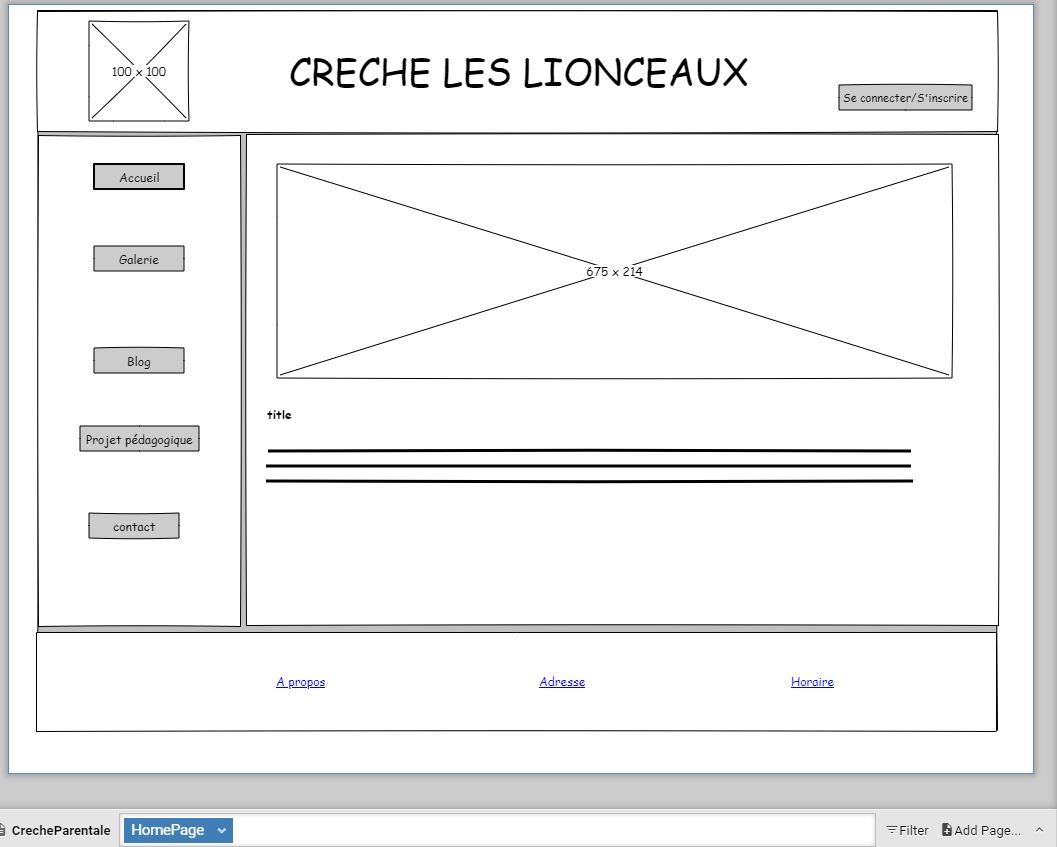 100 x 100
CRECHE LES LIONCEAUX
Se connecter/S'inscrire
Accueil
Galerie
Blog
Projet pédagogique
contact
675 x 214
title
A propos
Adresse
Horaire
CrecheParentale
HomePage
Filter
Add Page...